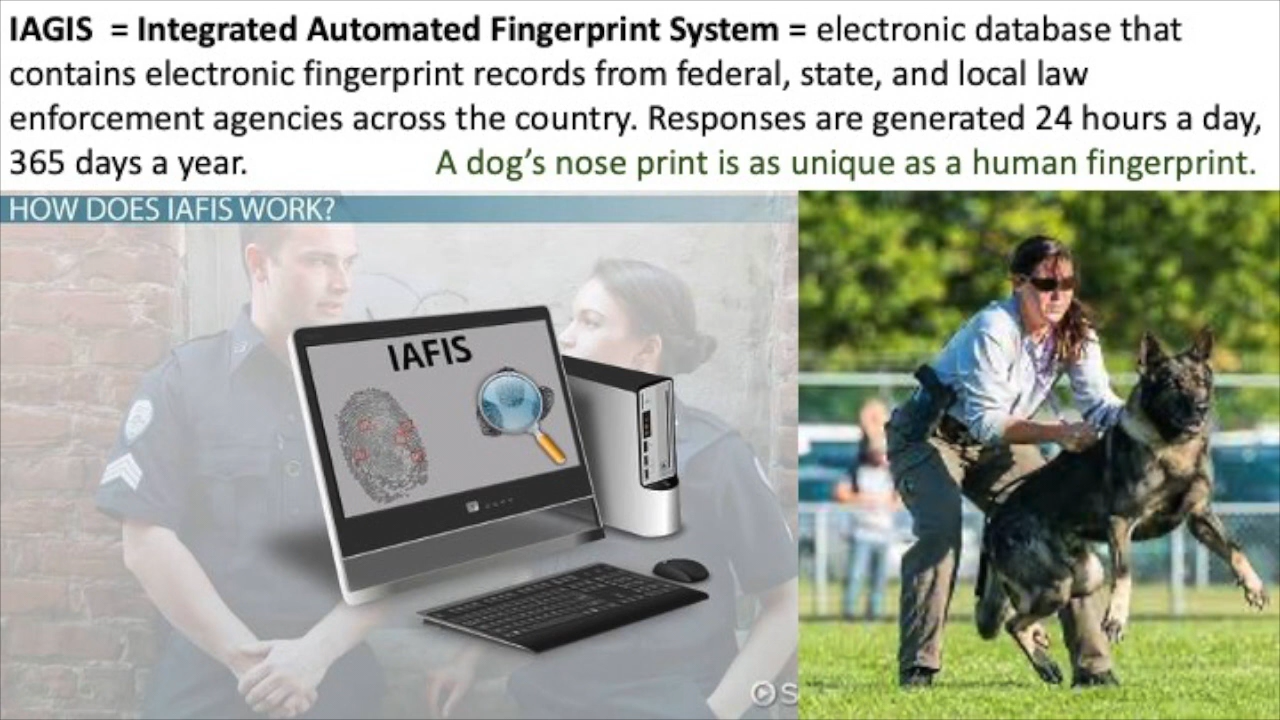 IAGIS = Integrated Automated Fingerprint System = electronic database that
contains electronic fingerprint records from federal, state, and local law
enforcement agencies across the country. Responses are generated 24 hours a day,
365 days a year. A dog’s nose print is as unique as a human fingerprint.
HOW DOES IAFIS WORK?
IAFIS
S